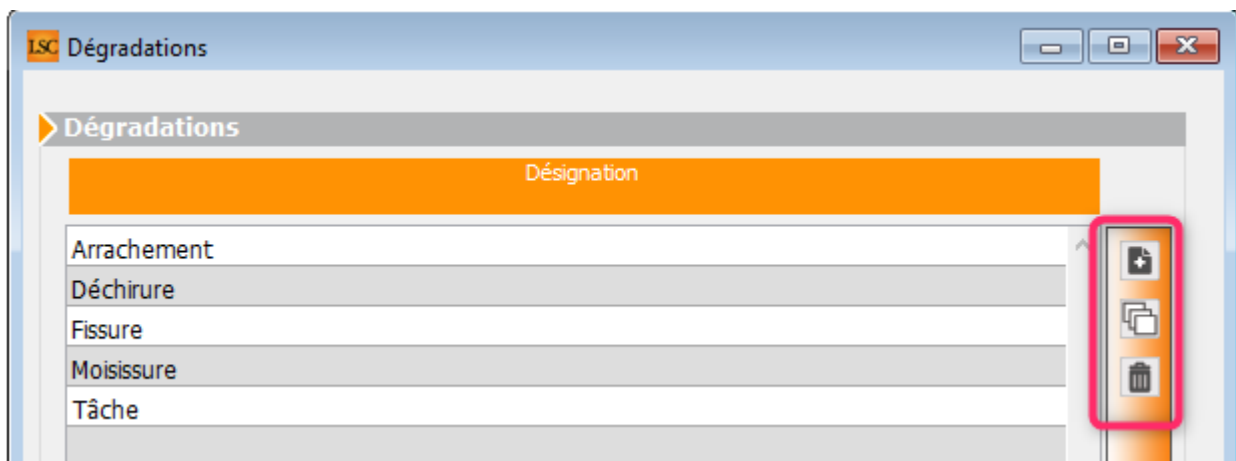 LSC Dégradations
Dégradations
Désignation
Arrachement
Déchirure
Fissure
Moisissure
Tâche